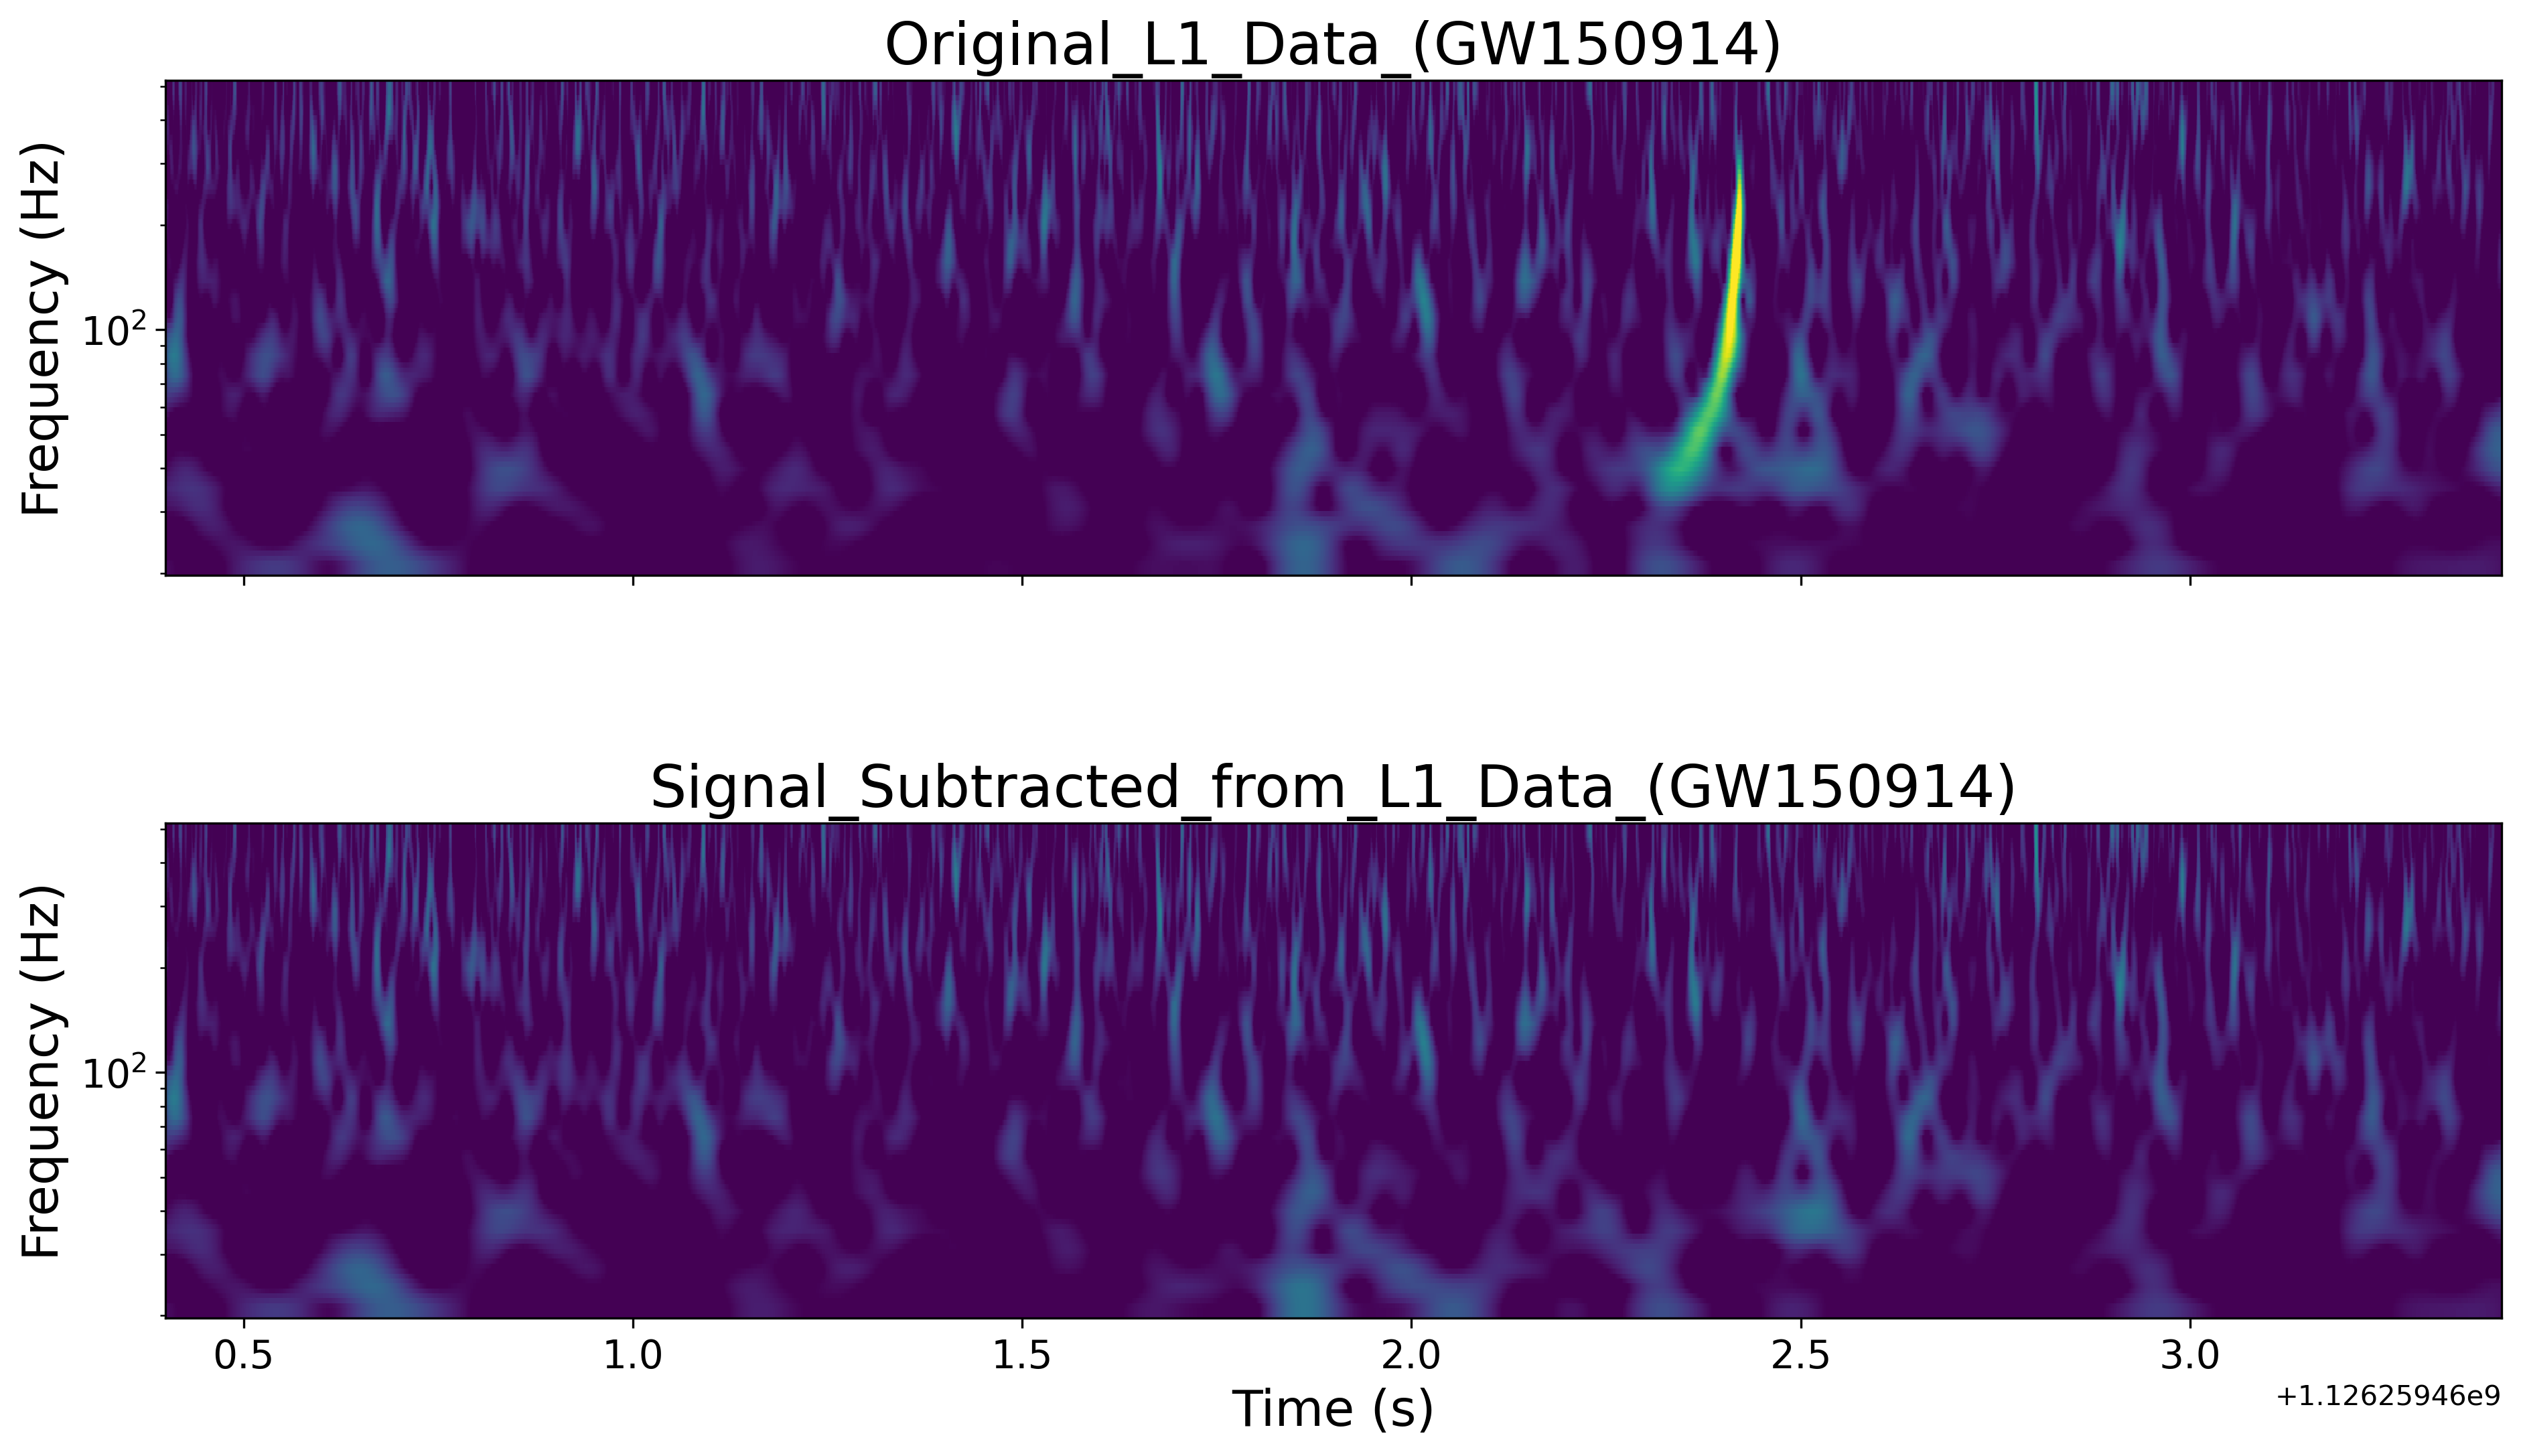 Original_L1_Data_(GW150914)
Frequency (Hz)
10²
Signal_Subtracted_from_L1_Data_(GW150914)
Frequency (Hz)
10²
0.5 1.0 1.5 2.0 2.5 3.0
Time (s)
+1.12625946e9